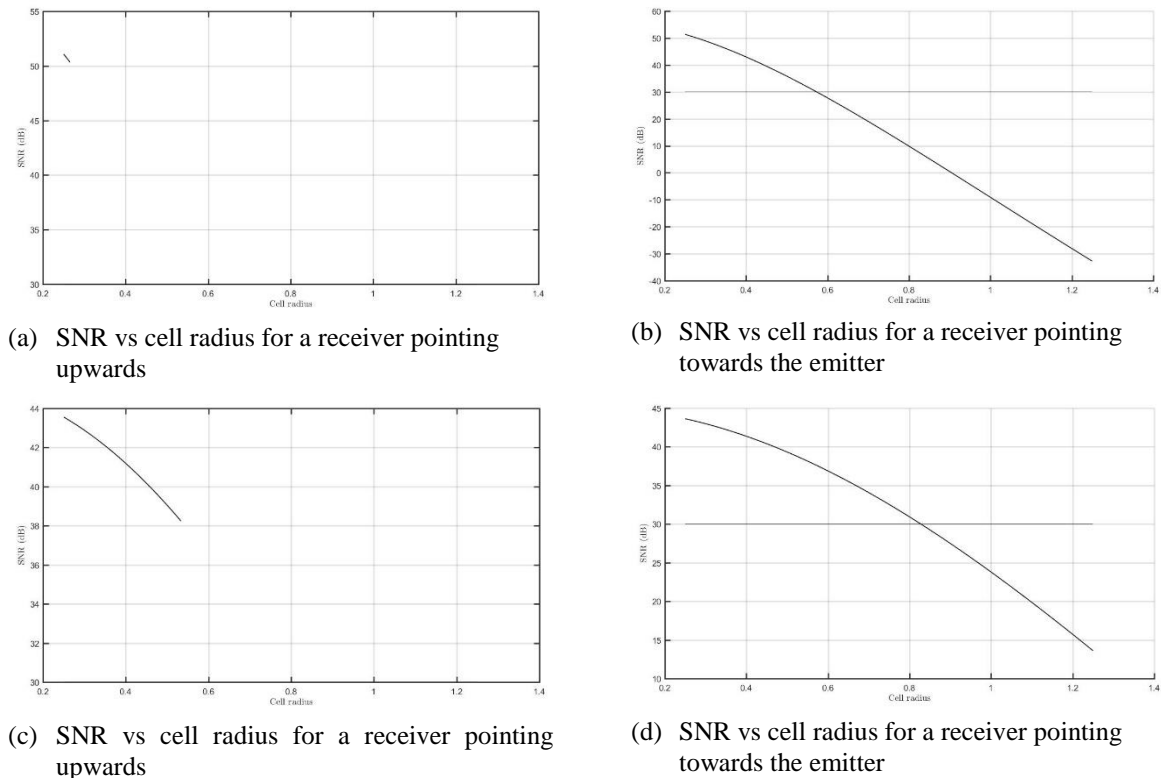 55
50
45
40
35
30
SNR (dB)
0.2 0.4 0.6 0.8 1 1.2 1.4
Cell radius
(a) SNR vs cell radius for a receiver pointing
upwards
60
50
40
30
20
10
0
-10
-20
-30
-40
SNR (dB)
0.2 0.4 0.6 0.8 1 1.2 1.4
Cell radius
(b) SNR vs cell radius for a receiver pointing
towards the emitter
44
42
40
38
36
34
32
30
SNR (dB)
0.2 0.4 0.6 0.8 1 1.2 1.4
Cell radius
(c) SNR vs cell radius for a receiver pointing
upwards
45
40
35
30
25
20
15
10
SNR (dB)
0.2 0.4 0.6 0.8 1 1.2 1.4
Cell radius
(d) SNR vs cell radius for a receiver pointing
towards the emitter